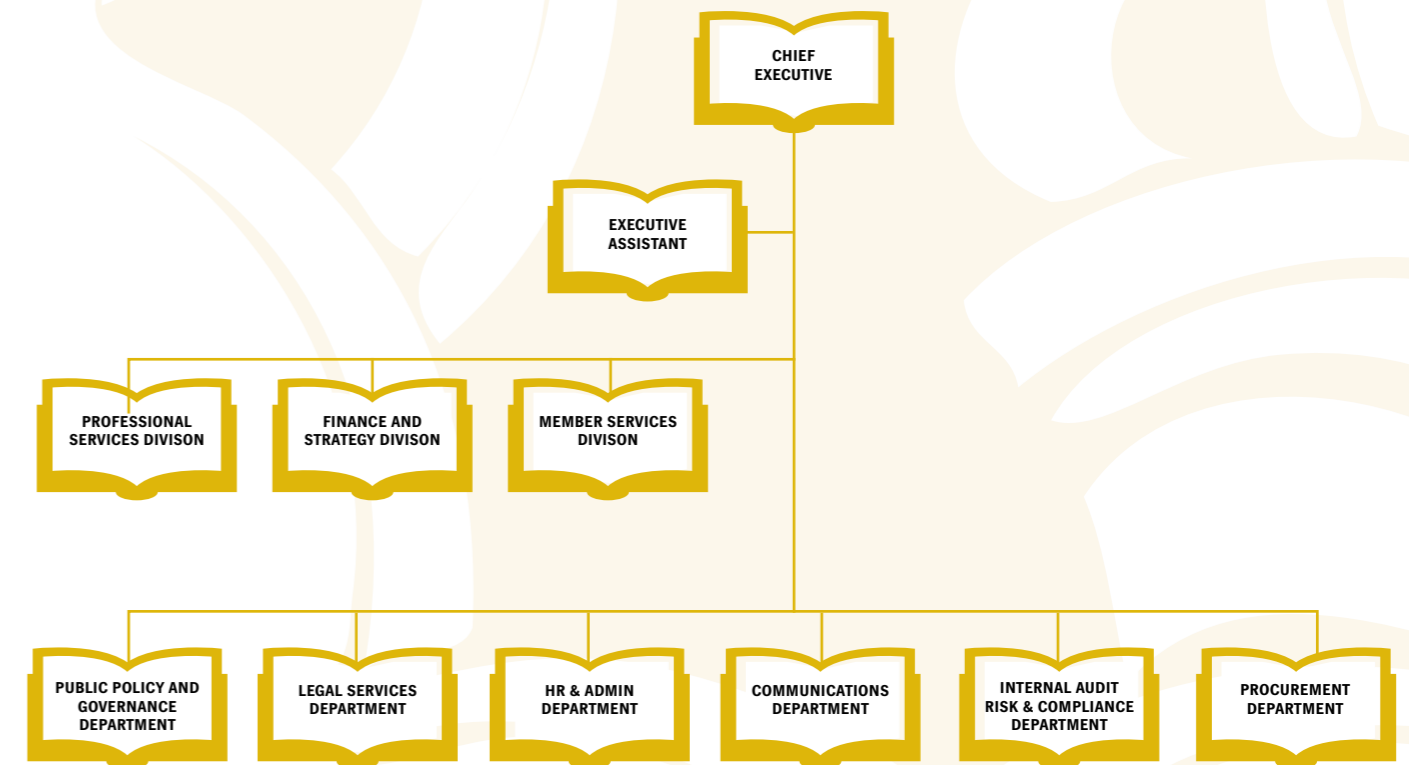 CHIEF
EXECUTIVE
EXECUTIVE
ASSISTANT
PROFESSIONAL
SERVICES DIVISON
FINANCE AND
STRATEGY DIVISON
MEMBER SERVICES
DIVISON
PUBLIC POLICY AND
GOVERNANCE
DEPARTMENT
LEGAL SERVICES
DEPARTMENT
HR & ADMIN
DEPARTMENT
COMMUNICATIONS
DEPARTMENT
INTERNAL AUDIT
RISK & COMPLIANCE
DEPARTMENT
PROCUREMENT
DEPARTMENT